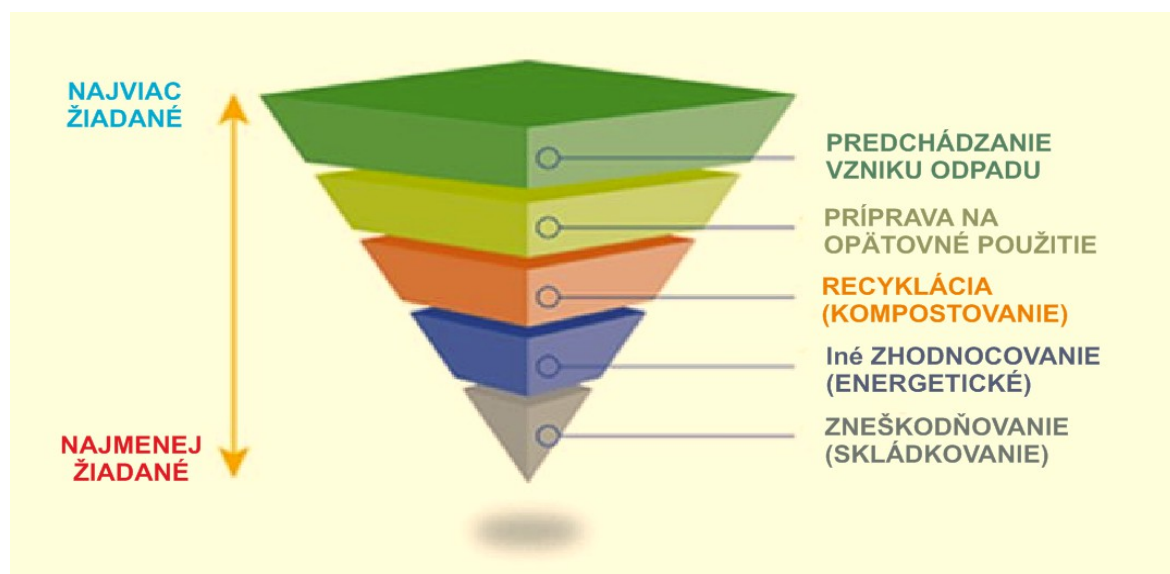 NAJVIAC
ŽIADANÉ
PREDCHÁDZANIE
VZNIKU ODPADU
PRÍPRAVA NA
OPÄTOVNÉ POUŽITIE
RECYKLÁCIA
(KOMPOSTOVANIE)
Iné ZHODNOCOVANIE
(ENERGETICKÉ)
ZNEŠKODŇOVANIE
(SKLÁDKOVANIE)
NAJMENEJ
ŽIADANÉ